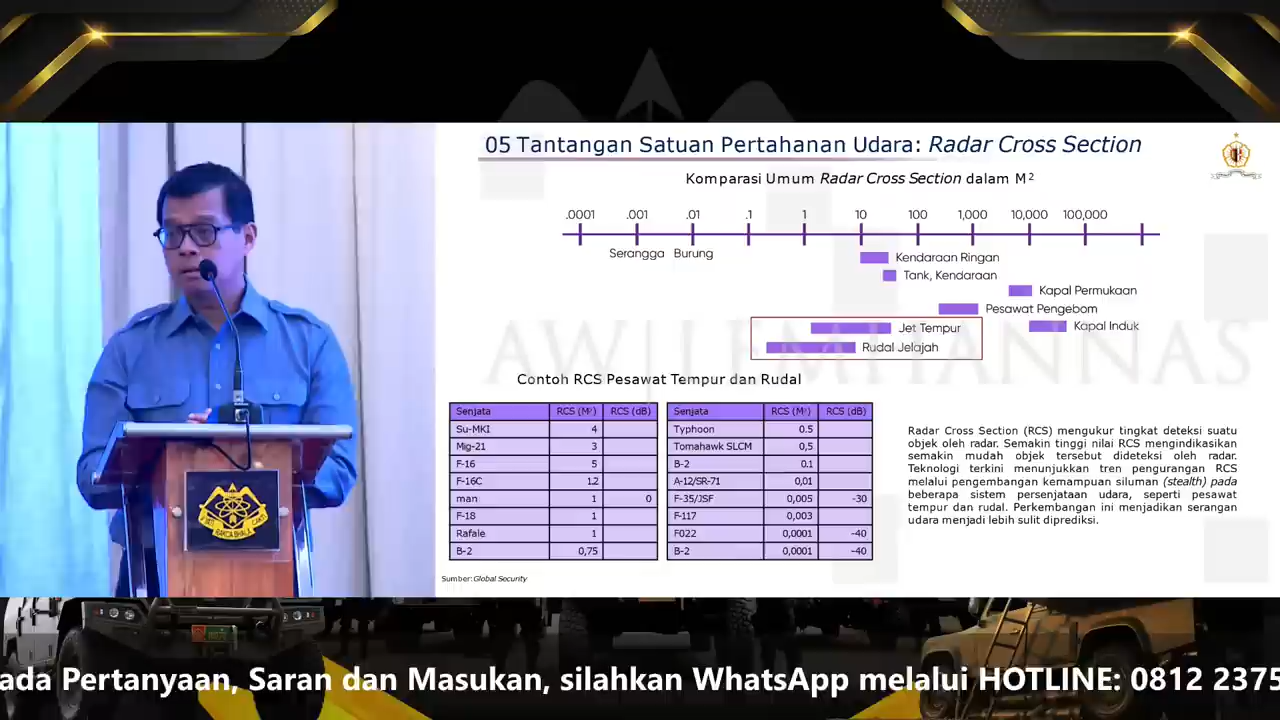 05 Tantangan Satuan Pertahanan Udara: Radar Cross Section
Komparasi Umum Radar Cross Section dalam M²
.0001 .001 .01 .1 1 10 100 1,000 10,000 100,000
Serangga Burung
Kendaraan Ringan
Tank, Kendaraan
Kapal Permukaan
Pesawat Pengebom
Jet Tempur Kapal Induk
Rudal Jelajah
Contoh RCS Pesawat Tempur dan Rudal
Senjata RCS (M²) RCS (dB)
Su-MKI 4
Mig-21 3
F-16 5
F-16C 1.2
man 1 0
F-18 1
Rafale 1
B-2 0,75
Senjata RCS (M²) RCS (dB)
Typhoon 0.5
Tomahawk SLCM 0,5
B-2 0.1
A-12/SR-71 0,01
F-35/JSF 0,005 -30
F-117 0,003
F022 0,0001 -40
B-2 0,0001 -40
Radar Cross Section (RCS) mengukur tingkat deteksi suatu
objek oleh radar. Semakin tinggi nilai RCS mengindikasikan
semakin mudah objek tersebut dideteksi oleh radar.
Teknologi terkini menunjukkan tren pengurangan RCS
melalui pengembangan kemampuan siluman (stealth) pada
beberapa sistem persenjataan udara, seperti pesawat
tempur dan rudal. Perkembangan ini menjadikan serangan
udara menjadi lebih sulit diprediksi.
Sumber: Global Security
ada Pertanyaan, Saran dan Masukan, silahkan WhatsApp melalui HOTLINE: 0812 2375